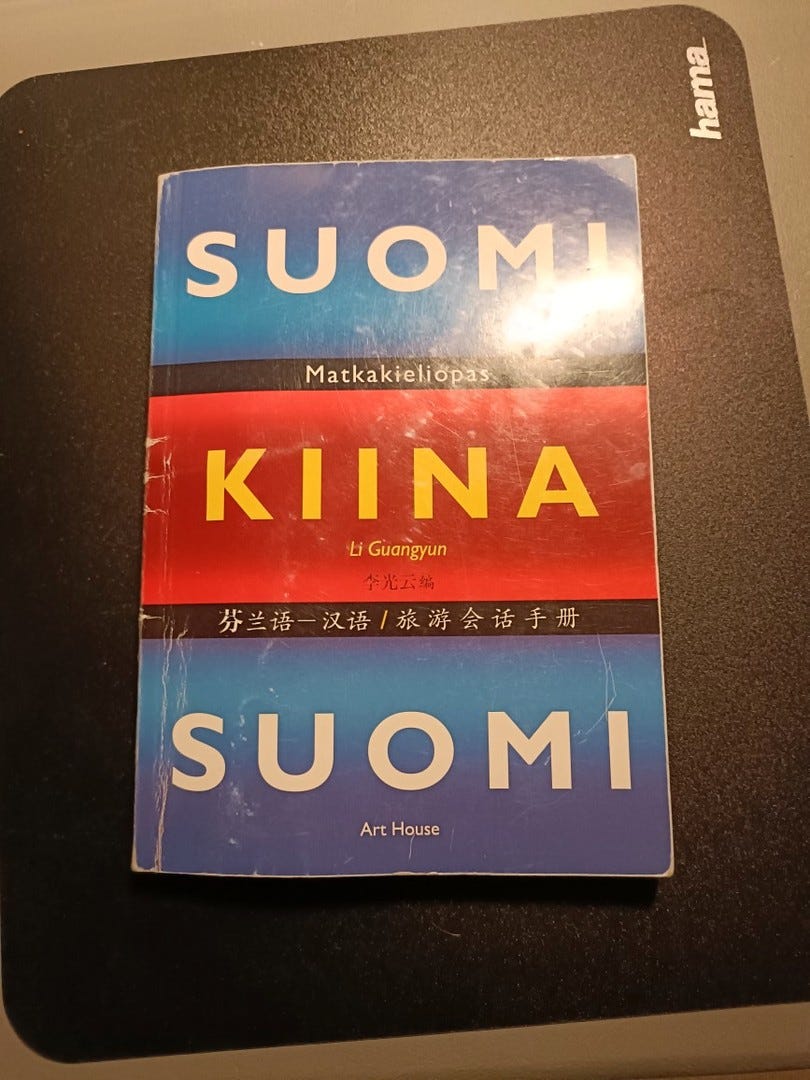 hama
SUOMI
Matkakieliopas
KIINA
Li Guangyun
李光云编
芬兰语－汉语 / 旅游会话手册
SUOMI
Art House